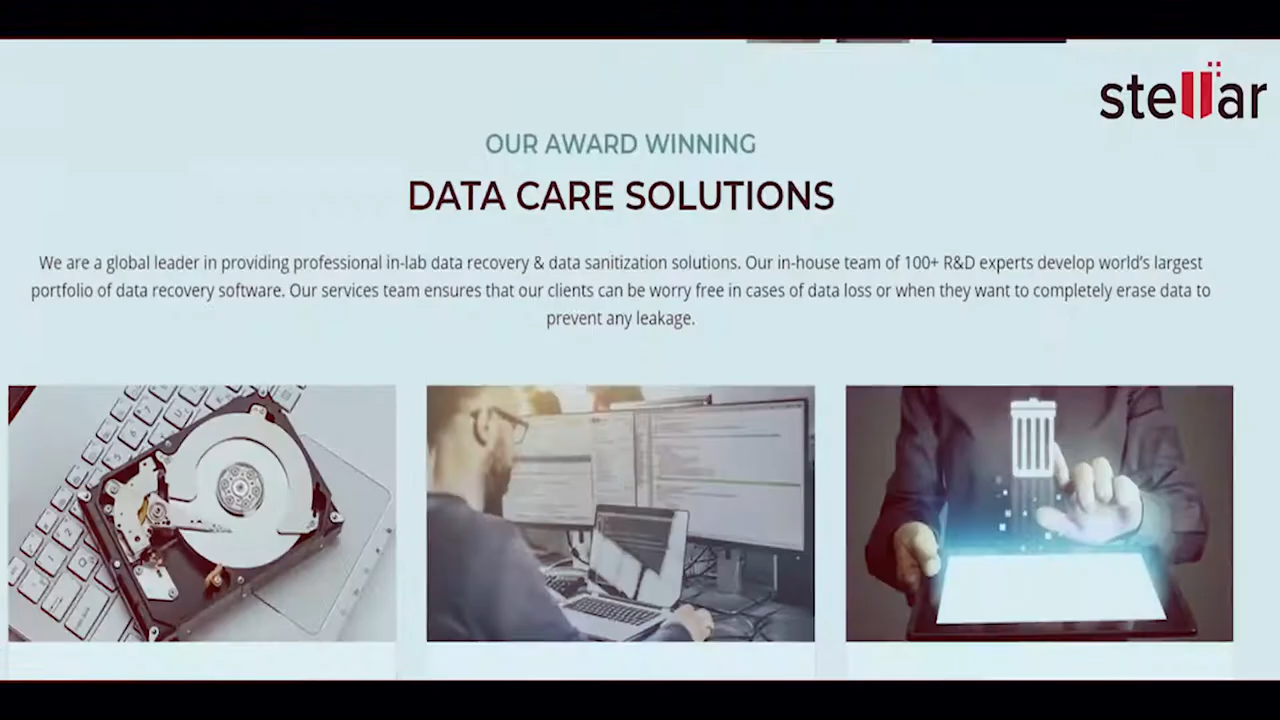 stellar
OUR AWARD WINNING
DATA CARE SOLUTIONS
We are a global leader in providing professional in-lab data recovery & data sanitization solutions. Our in-house team of 100+ R&D experts develop world's largest
portfolio of data recovery software. Our services team ensures that our clients can be worry free in cases of data loss or when they want to completely erase data to
prevent any leakage.